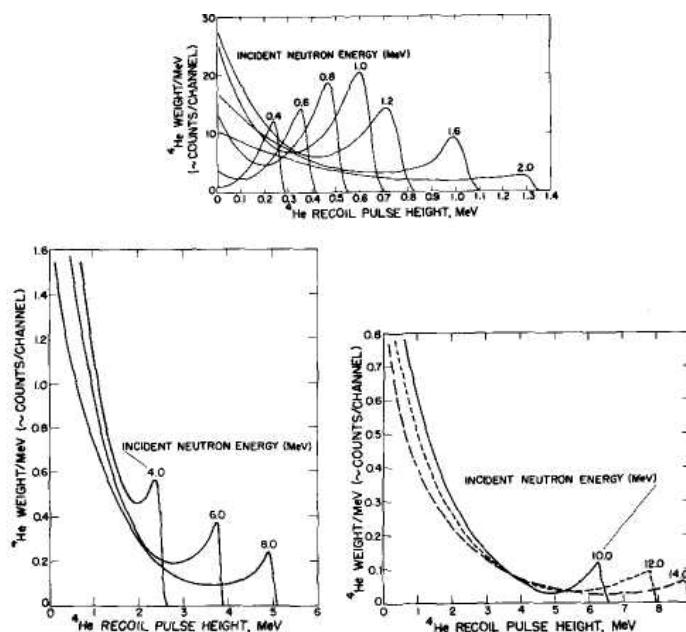 30
20
10
0
⁴He WEIGHT/MeV
(~COUNTS/CHANNEL)
INCIDENT NEUTRON ENERGY (MeV)
0.4
0.6
0.8
1.0
1.2
1.6
2.0
0 0.1 0.2 0.3 0.4 0.5 0.6 0.7 0.8 0.9 1.0 1.1 1.2 1.3 1.4
⁴He RECOIL PULSE HEIGHT, MeV
1.6
1.4
1.2
1.0
0.8
0.6
0.4
0.2
0
⁴He WEIGHT/MeV (~COUNTS/CHANNEL)
INCIDENT NEUTRON ENERGY (MeV)
4.0
6.0
8.0
0 1 2 3 4 5 6
⁴He RECOIL PULSE HEIGHT, MeV
0.8
0.7
0.6
0.5
0.4
0.3
0.2
0.1
0
⁴He WEIGHT/MeV (~COUNTS/CHANNEL)
INCIDENT NEUTRON ENERGY (MeV)
10.0
12.0
14.0
0 1 2 3 4 5 6 7 8
⁴He RECOIL PULSE HEIGHT, MeV